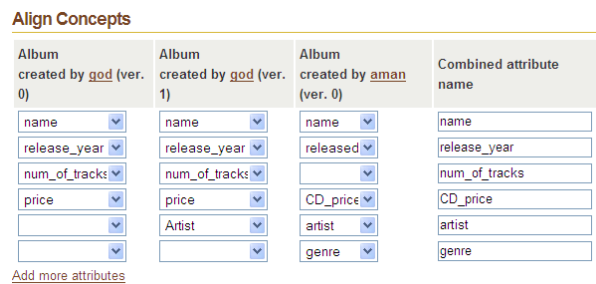 Align Concepts
Album created by god (ver. 0) Album created by god (ver. 1) Album created by aman (ver. 0) Combined attribute name
name name name name
release_year release_year released release_year
num_of_tracks num_of_tracks num_of_tracks
price price CD_price CD_price
Artist artist artist
genre genre
Add more attributes